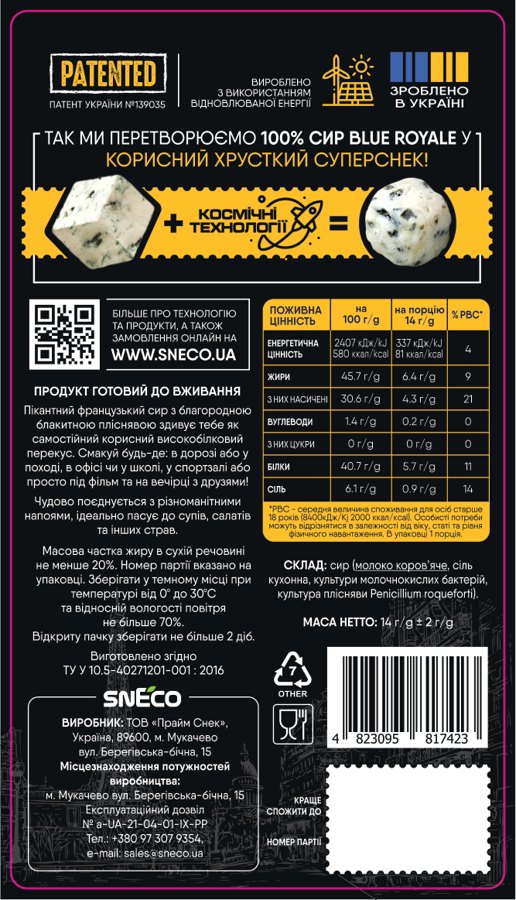 PATENTED
ПАТЕНТ УКРАЇНИ №139035
ВИРОБЛЕНО
З ВИКОРИСТАННЯМ
ВІДНОВЛЮВАНОЇ ЕНЕРГІЇ
ЗРОБЛЕНО
В УКРАЇНІ
ТАК МИ ПЕРЕТВОРЮЄМО 100% СИР BLUE ROYALE У
КОРИСНИЙ ХРУСТКИЙ СУПЕРСНЕК!
+ КОСМІЧНІ
ТЕХНОЛОГІЇ =
БІЛЬШЕ ПРО ТЕХНОЛОГІЮ
ТА ПРОДУКТИ, А ТАКОЖ
ЗАМОВЛЕННЯ ОНЛАЙН НА
WWW.SNECO.UA
ПРОДУКТ ГОТОВИЙ ДО ВЖИВАННЯ
Пікантний французький сир з благородною
блакитною пліснявою здивує тебе як
самостійний корисний високобілковий
перекус. Смакуй будь-де: в дорозі або у
поході, в офісі чи у школі, у спортзалі або
просто під фільм та на вечірці з друзями!
Чудово поєднується з різноманітними
напоями, ідеально пасує до супів, салатів
та інших страв.
Масова частка жиру в сухій речовині
не менше 20%. Номер партії вказано на
упаковці. Зберігати у темному місці при
температурі від 0° до 30°С
та відносній вологості повітря
не більше 70%.
Відкриту пачку зберігати не більше 2 діб.
Виготовлено згідно
ТУ У 10.5-40271201-001 : 2016
SNECO
ВИРОБНИК: ТОВ «Прайм Снек»,
Україна, 89600, м. Мукачево
вул. Берегівська-бічна, 15
Місцезнаходження потужностей
виробництва:
м. Мукачево вул. Берегівська-бічна, 15
Експлуатаційний дозвіл
№ a-UA-21-04-01-IX-PP
Тел.: +380 97 307 9354,
e-mail: sales@sneco.ua
ПОЖИВНА ЦІННІСТЬ | на 100 г/g | на порцію 14 г/g | % РВС*
ЕНЕРГЕТИЧНА ЦІННІСТЬ | 2407 кДж/kJ 580 ккал/kcal | 337 кДж/kJ 81 ккал/kcal | 4
ЖИРИ | 45.7 г/g | 6.4 г/g | 9
З НИХ НАСИЧЕНІ | 30.6 г/g | 4.3 г/g | 21
ВУГЛЕВОДИ | 1.4 г/g | 0.2 г/g | 0
З НИХ ЦУКРИ | 0 г/g | 0 г/g | 0
БІЛКИ | 40.7 г/g | 5.7 г/g | 11
СІЛЬ | 6.1 г/g | 0.9 г/g | 14
*РВС - середня величина споживання для осіб старше
18 років (8400кДж/Kj 2000 ккал/kcal). Особисті потреби
можуть відрізнятися в залежності від віку, статі та рівня
фізичного навантаження. В упаковці 1 порція.
СКЛАД: сир (молоко коров'яче, сіль
кухонна, культури молочнокислих бактерій,
культура плісняви Penicillium roqueforti).
МАСА НЕТТО: 14 г/g ± 2 г/g
7
OTHER
4 823095 817423
КРАЩЕ
СПОЖИТИ ДО
НОМЕР ПАРТІЇ